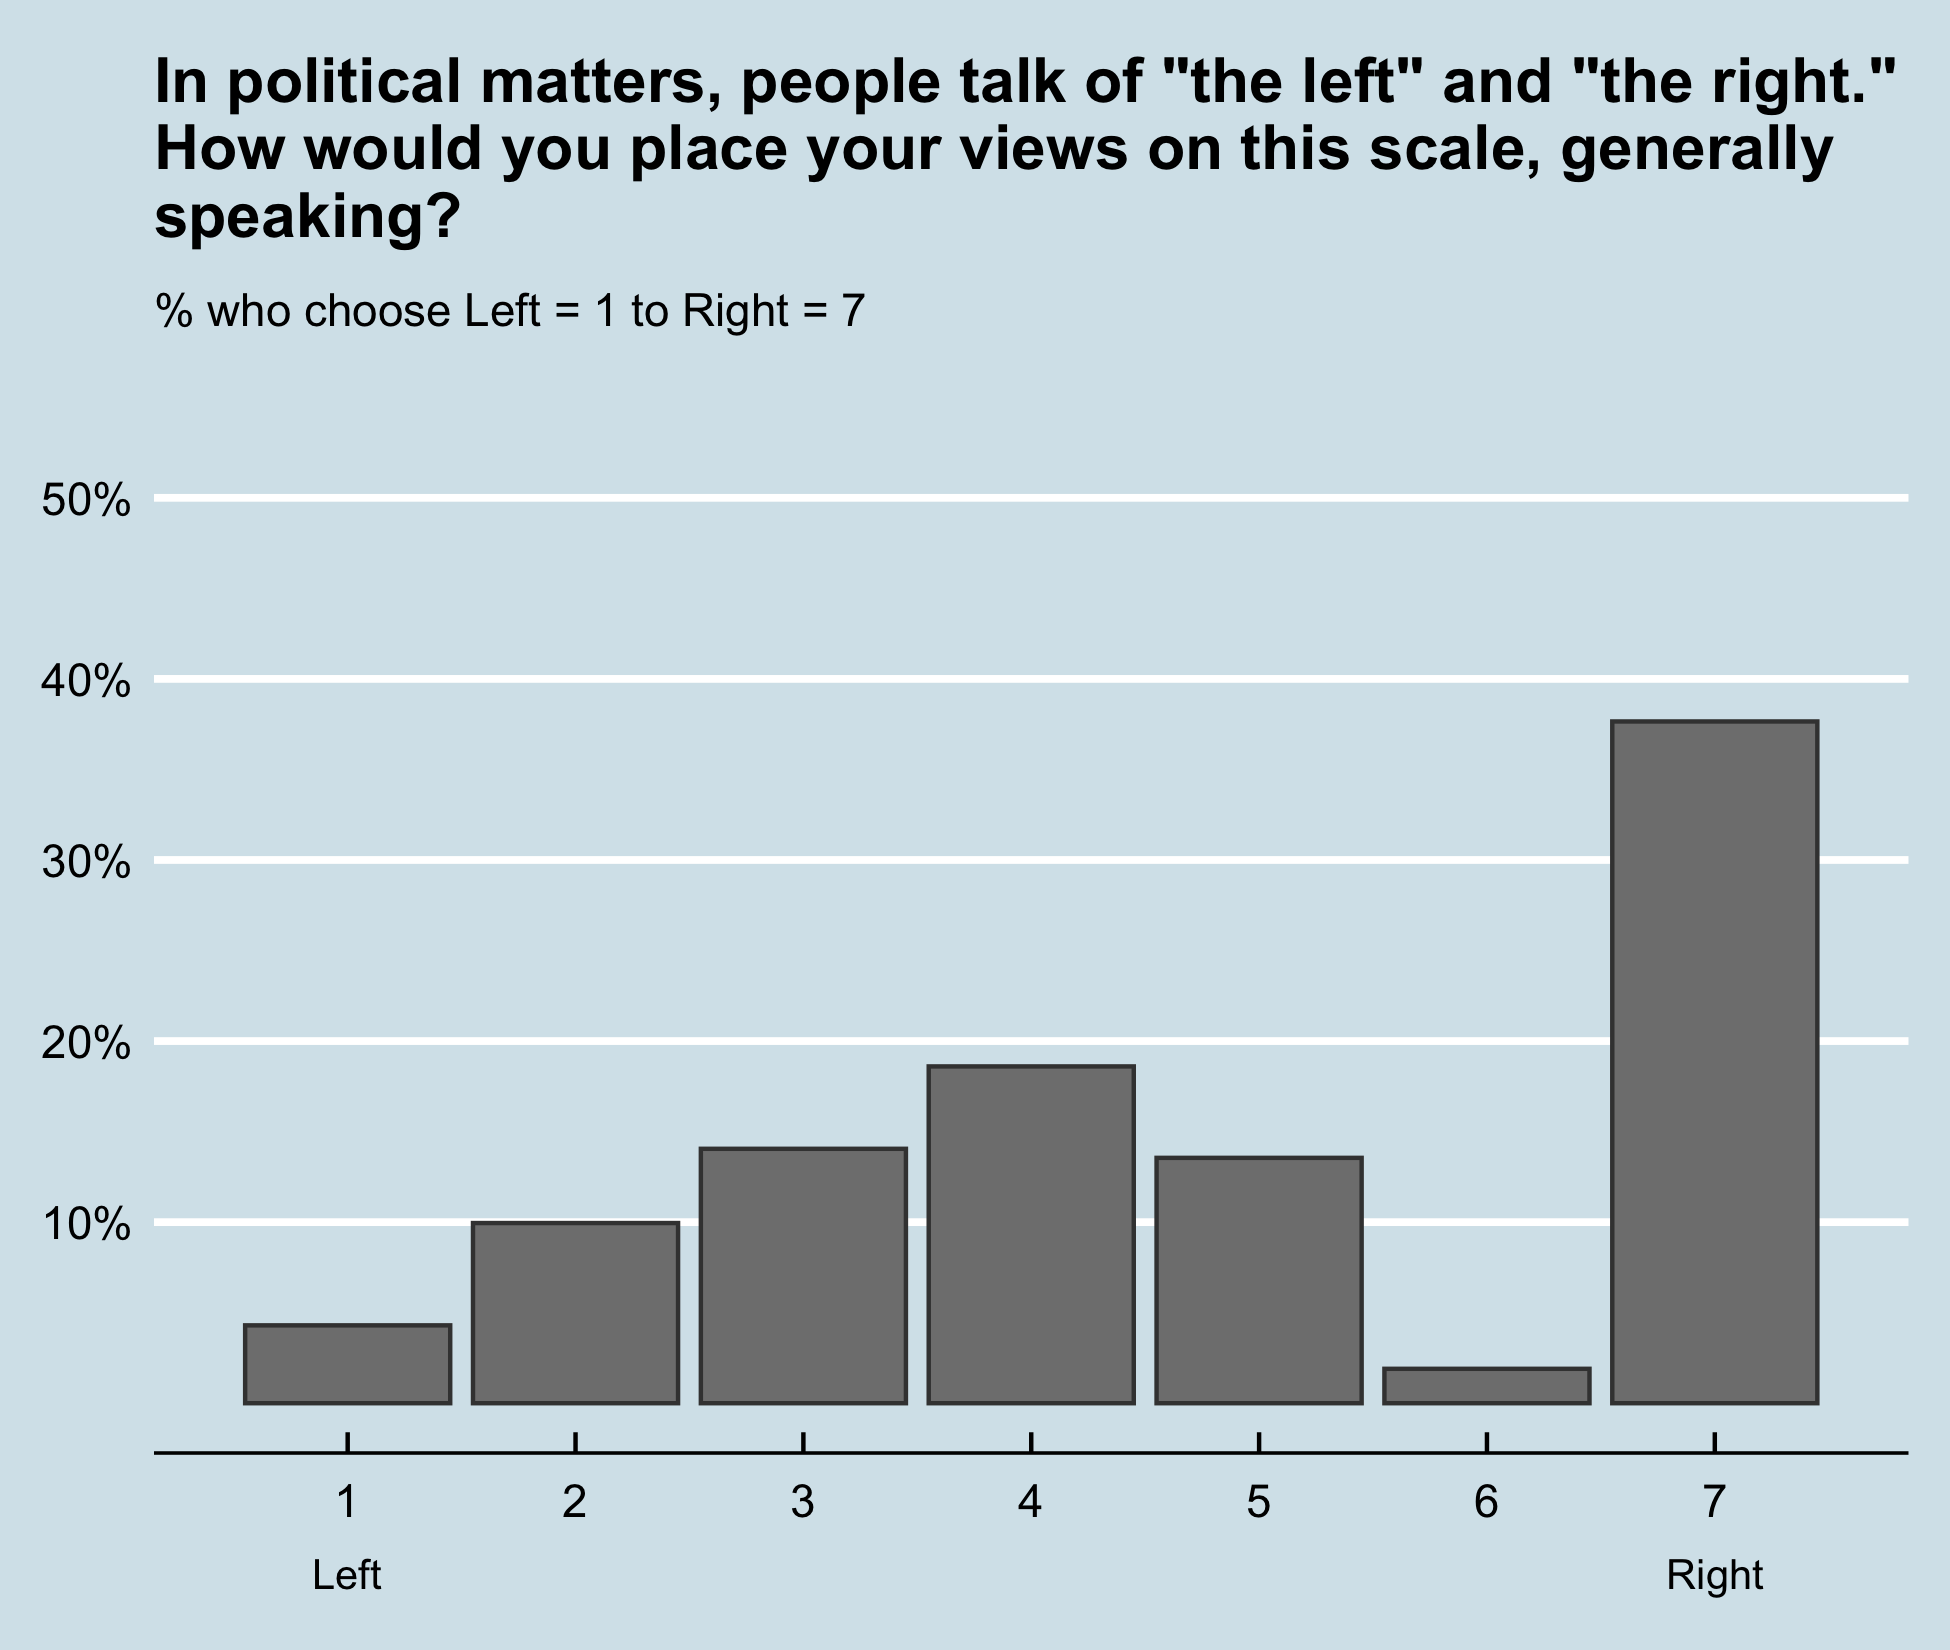 In political matters, people talk of "the left" and "the right."
How would you place your views on this scale, generally
speaking?
% who choose Left = 1 to Right = 7
50%
40%
30%
20%
10%
1 2 3 4 5 6 7
Left Right